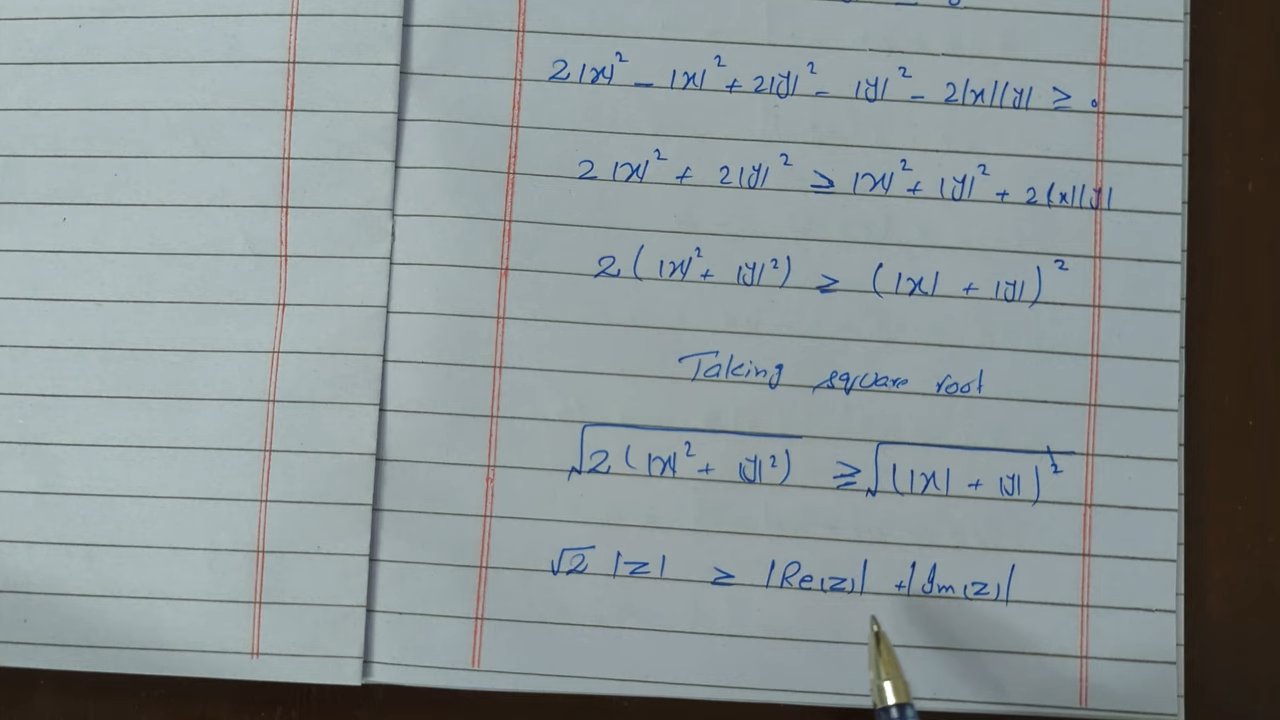 2|x|² - |x|² + 2|y|² - |y|² - 2|x||y| ≥ 0
2|x|² + 2|y|² ≥ |x|² + |y|² + 2|x||y|
2(|x|² + |y|²) ≥ (|x| + |y|)²
Taking square root
√2(|x|² + |y|²) ≥ √(|x| + |y|)²
√2 |z| ≥ |Re(z)| + |Im(z)|